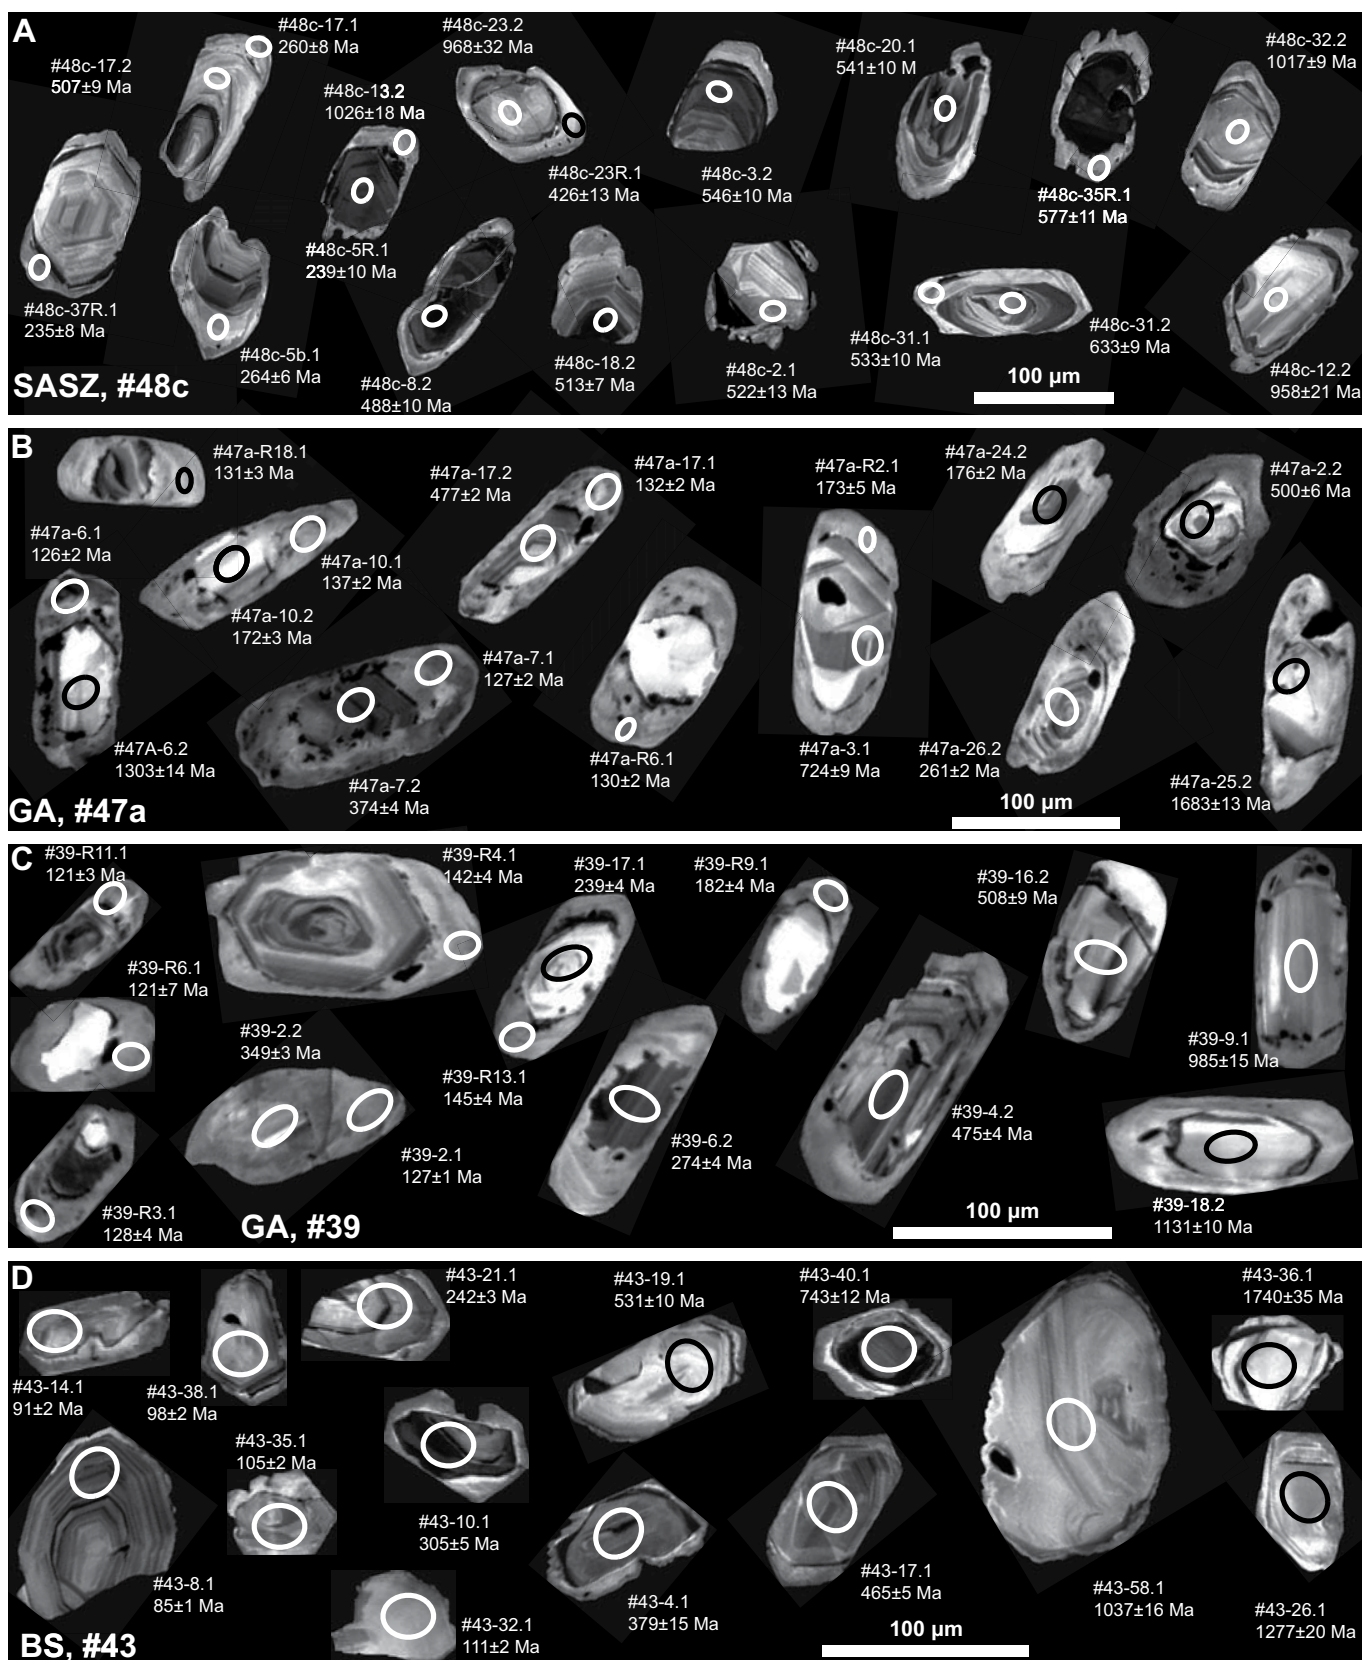 A
#48c-17.1
260±8 Ma
#48c-23.2
968±32 Ma
#48c-20.1
541±10 M
#48c-32.2
1017±9 Ma
#48c-17.2
507±9 Ma
#48c-13.2
1026±18 Ma
#48c-23R.1
426±13 Ma
#48c-3.2
546±10 Ma
#48c-35R.1
577±11 Ma
#48c-5R.1
239±10 Ma
#48c-37R.1
235±8 Ma
#48c-5b.1
264±6 Ma
#48c-8.2
488±10 Ma
#48c-18.2
513±7 Ma
#48c-2.1
522±13 Ma
#48c-31.1
533±10 Ma
#48c-31.2
633±9 Ma
#48c-12.2
958±21 Ma
SASZ, #48c
100 µm
B
#47a-R18.1
131±3 Ma
#47a-17.2
477±2 Ma
#47a-17.1
132±2 Ma
#47a-R2.1
173±5 Ma
#47a-24.2
176±2 Ma
#47a-2.2
500±6 Ma
#47a-6.1
126±2 Ma
#47a-10.1
137±2 Ma
#47a-10.2
172±3 Ma
#47a-7.1
127±2 Ma
#47A-6.2
1303±14 Ma
#47a-7.2
374±4 Ma
#47a-R6.1
130±2 Ma
#47a-3.1
724±9 Ma
#47a-26.2
261±2 Ma
#47a-25.2
1683±13 Ma
GA, #47a
100 µm
C
#39-R11.1
121±3 Ma
#39-R4.1
142±4 Ma
#39-17.1
239±4 Ma
#39-R9.1
182±4 Ma
#39-16.2
508±9 Ma
#39-R6.1
121±7 Ma
#39-2.2
349±3 Ma
#39-R13.1
145±4 Ma
#39-9.1
985±15 Ma
#39-4.2
475±4 Ma
#39-6.2
274±4 Ma
#39-2.1
127±1 Ma
#39-R3.1
128±4 Ma
#39-18.2
1131±10 Ma
GA, #39
100 µm
D
#43-21.1
242±3 Ma
#43-19.1
531±10 Ma
#43-40.1
743±12 Ma
#43-36.1
1740±35 Ma
#43-14.1
91±2 Ma
#43-38.1
98±2 Ma
#43-35.1
105±2 Ma
#43-10.1
305±5 Ma
#43-8.1
85±1 Ma
#43-32.1
111±2 Ma
#43-4.1
379±15 Ma
#43-17.1
465±5 Ma
#43-58.1
1037±16 Ma
#43-26.1
1277±20 Ma
BS, #43
100 µm